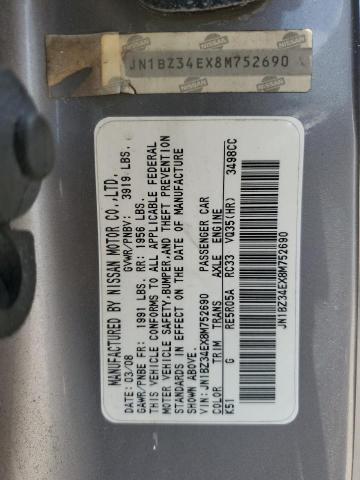 JN1BZ34EX8M752690
MANUFACTURED BY NISSAN MOTOR CO.,LTD.
DATE: 03/08 GVWR/PNBV: 3919 LBS.
GAWR/PNBE FR: 1991 LBS. RR: 1956 LBS.
THIS VEHICLE CONFORMS TO ALL APPLICABLE FEDERAL
MOTOR VEHICLE SAFETY,BUMPER,AND THEFT PREVENTION
STANDARDS IN EFFECT ON THE DATE OF MANUFACTURE
SHOWN ABOVE.
VIN:JN1BZ34EX8M752690 PASSENGER CAR
COLOR TRIM TRANS AXLE ENGINE
K51 G RE5R05A RC33 VQ35(HR) 3498CC
JN1BZ34EX8M752690